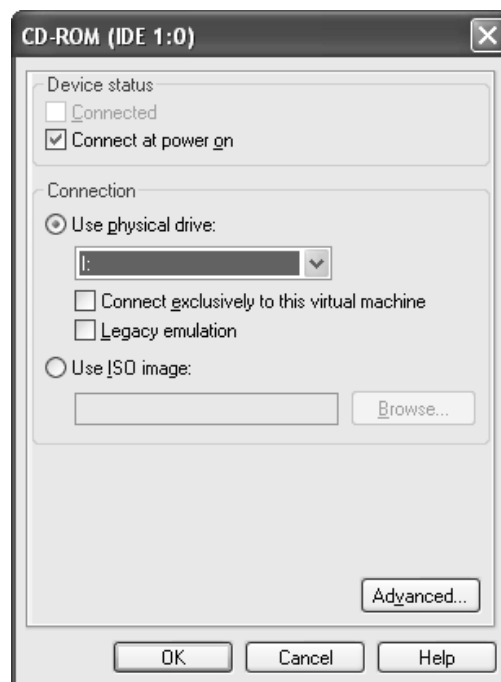 CD-ROM (IDE 1:0)
Device status
Connected
Connect at power on
Connection
Use physical drive:
I:
Connect exclusively to this virtual machine
Legacy emulation
Use ISO image:
Browse...
Advanced...
OK Cancel Help